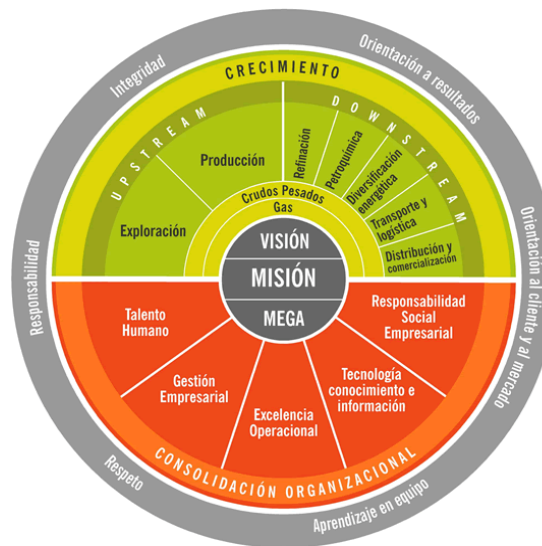 Integridad
Orientación a resultados
CRECIMIENTO
UPSTREAM
DOWNSTREAM
Producción
Exploración
Refinación
Petroquímica
Diversificación
energética
Transporte y
logística
Distribución y
comercialización
Crudos Pesados
Gas
VISIÓN
MISIÓN
MEGA
Responsabilidad
Orientación al cliente y al mercado
Talento
Humano
Gestión
Empresarial
Excelencia
Operacional
Tecnología
conocimiento e
información
Responsabilidad
Social
Empresarial
CONSOLIDACIÓN ORGANIZACIONAL
Respeto
Aprendizaje en equipo